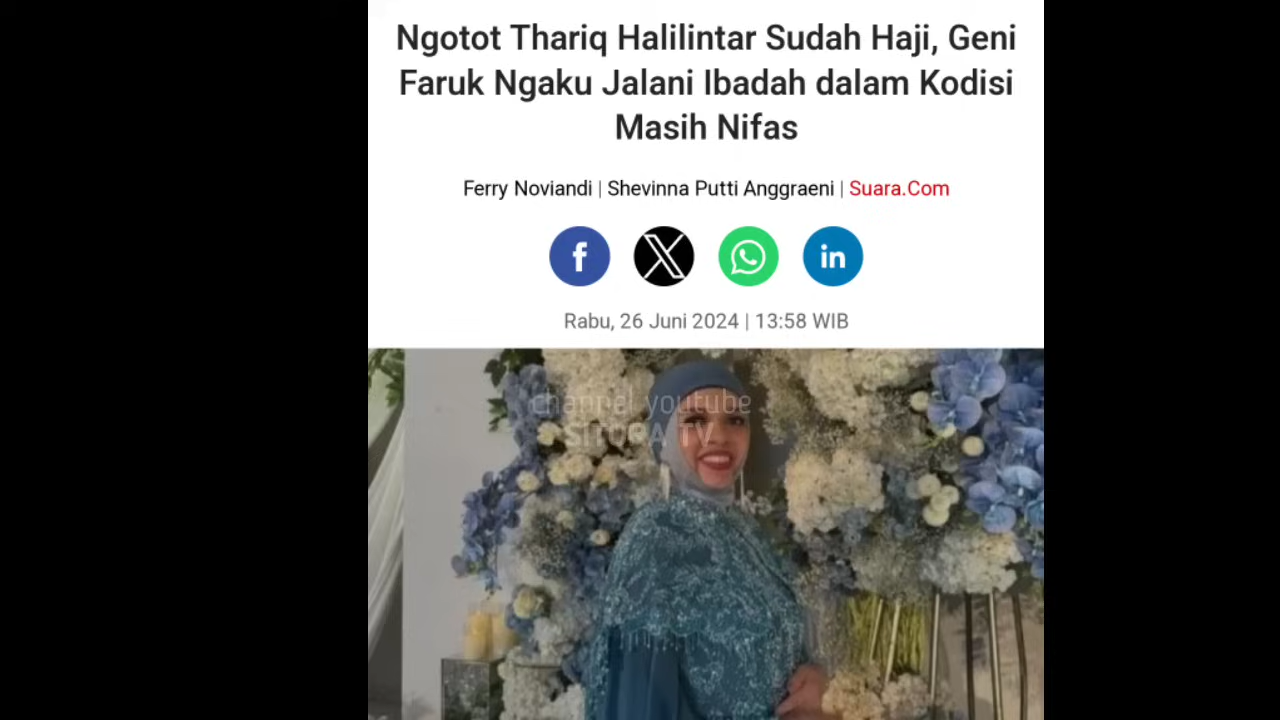 Ngotot Thariq Halilintar Sudah Haji, Geni
Faruk Ngaku Jalani Ibadah dalam Kodisi
Masih Nifas
Ferry Noviandi | Shevinna Putti Anggraeni | Suara.Com
Rabu, 26 Juni 2024 | 13:58 WIB
channel youtube